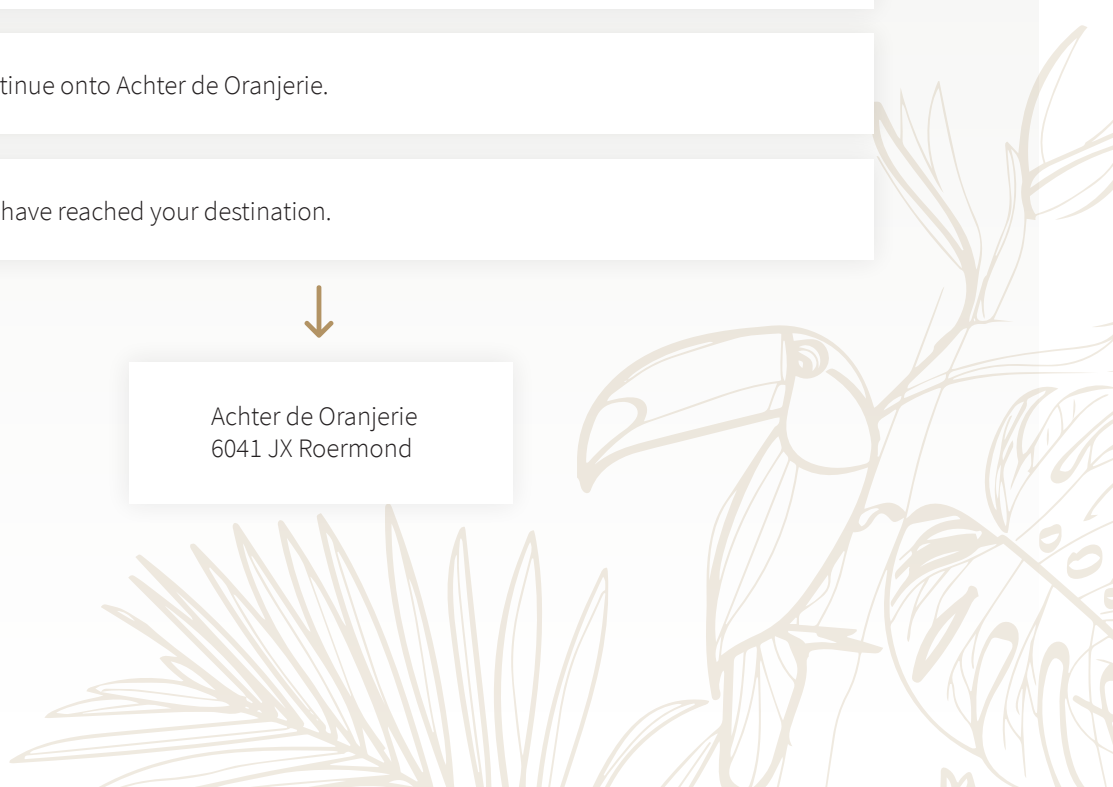 tinue onto Achter de Oranjerie.
have reached your destination.
Achter de Oranjerie
6041 JX Roermond